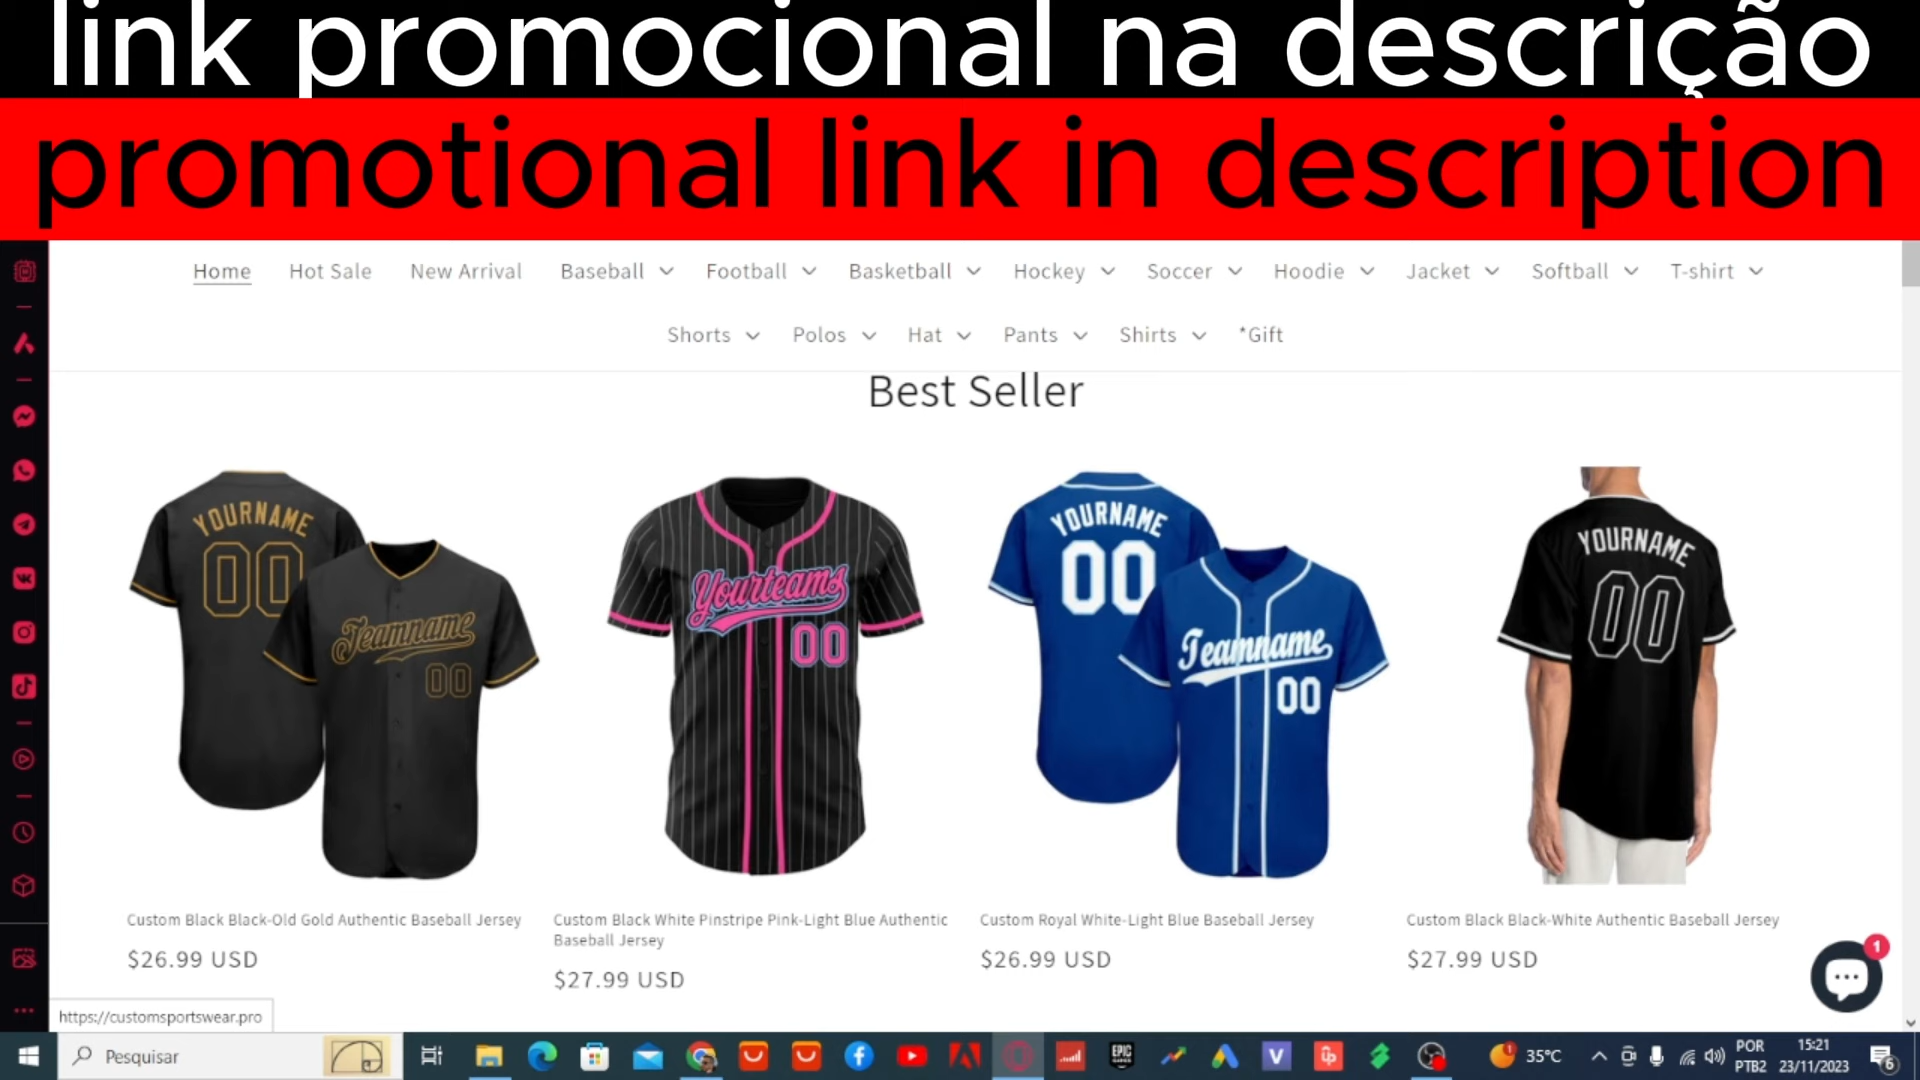 link promocional na descrição
promotional link in description
Home Hot Sale New Arrival Baseball Football Basketball Hockey Soccer Hoodie Jacket Softball T-shirt
Shorts Polos Hat Pants Shirts *Gift
Best Seller
YOURNAME
00
Teamname
00
Yourteams
00
YOURNAME
00
Teamname
00
YOURNAME
00
Custom Black Black-Old Gold Authentic Baseball Jersey
$26.99 USD
Custom Black White Pinstripe Pink-Light Blue Authentic
Baseball Jersey
$27.99 USD
Custom Royal White-Light Blue Baseball Jersey
$26.99 USD
Custom Black Black-White Authentic Baseball Jersey
$27.99 USD
1
https://customsportswear.pro
Pesquisar
EPIC
V
35°C
POR
PTB2
15:21
23/11/2023
6